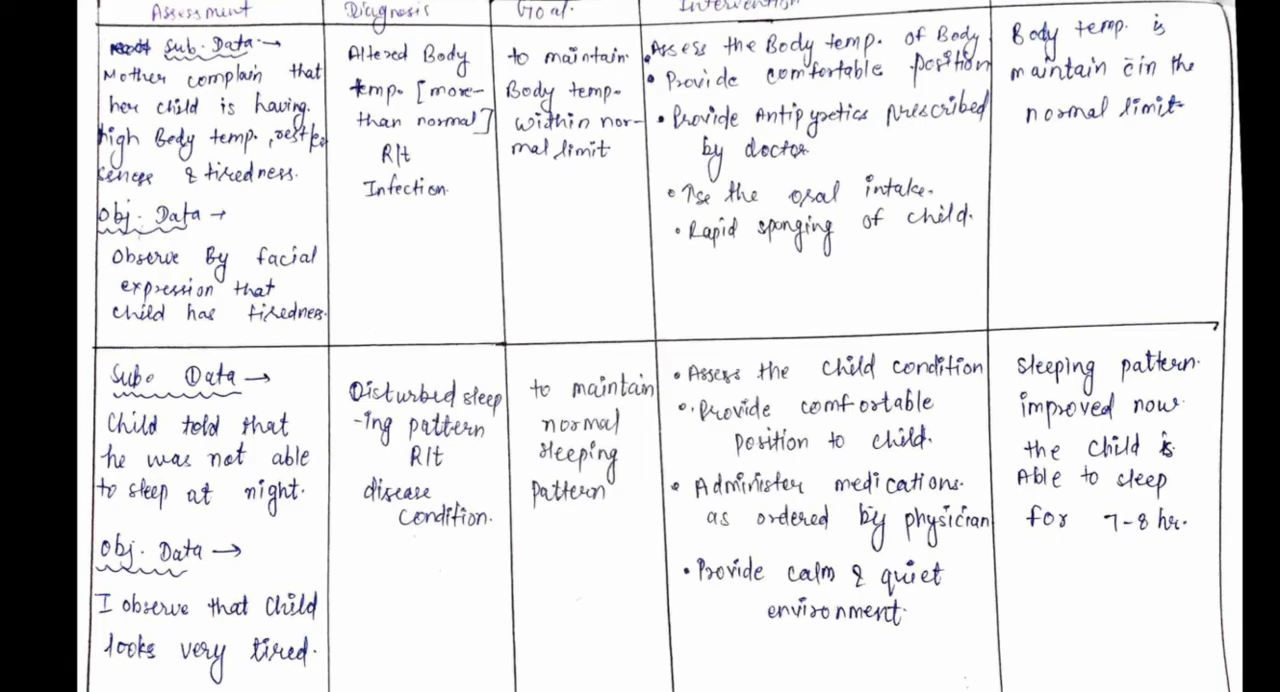 Assessment
Diagnosis
Goal.
Intervention
Sub. Data →
Mother complain that
her child is having.
high Body temp.,
& tiredness.
Obj. Data →
Observe By facial
expression that
child has tiredness.
Altered Body
temp. [more-
than normal]
R/t
Infection.
to maintain
Body temp.
within nor-
mal limit
• Assess the Body temp. of Body
• Provide comfortable position
• Provide Antipyretics prescribed
by doctor
• ↑se the oral intake.
• Rapid sponging of child.
Body temp. is
maintain c̄in the
normal limit
Sub. Data →
Child told that
he was not able
to sleep at night.
Obj. Data →
I observe that child
looks very tired.
Disturbed sleep
-ing pattern
R/t
disease
condition.
to maintain
normal
sleeping
pattern
• Assess the child condition
• Provide comfortable
position to child.
• Administer medications.
as ordered by physician
• Provide calm & quiet
environment.
Sleeping pattern.
improved now
the child is
Able to sleep
for 7-8 hr.